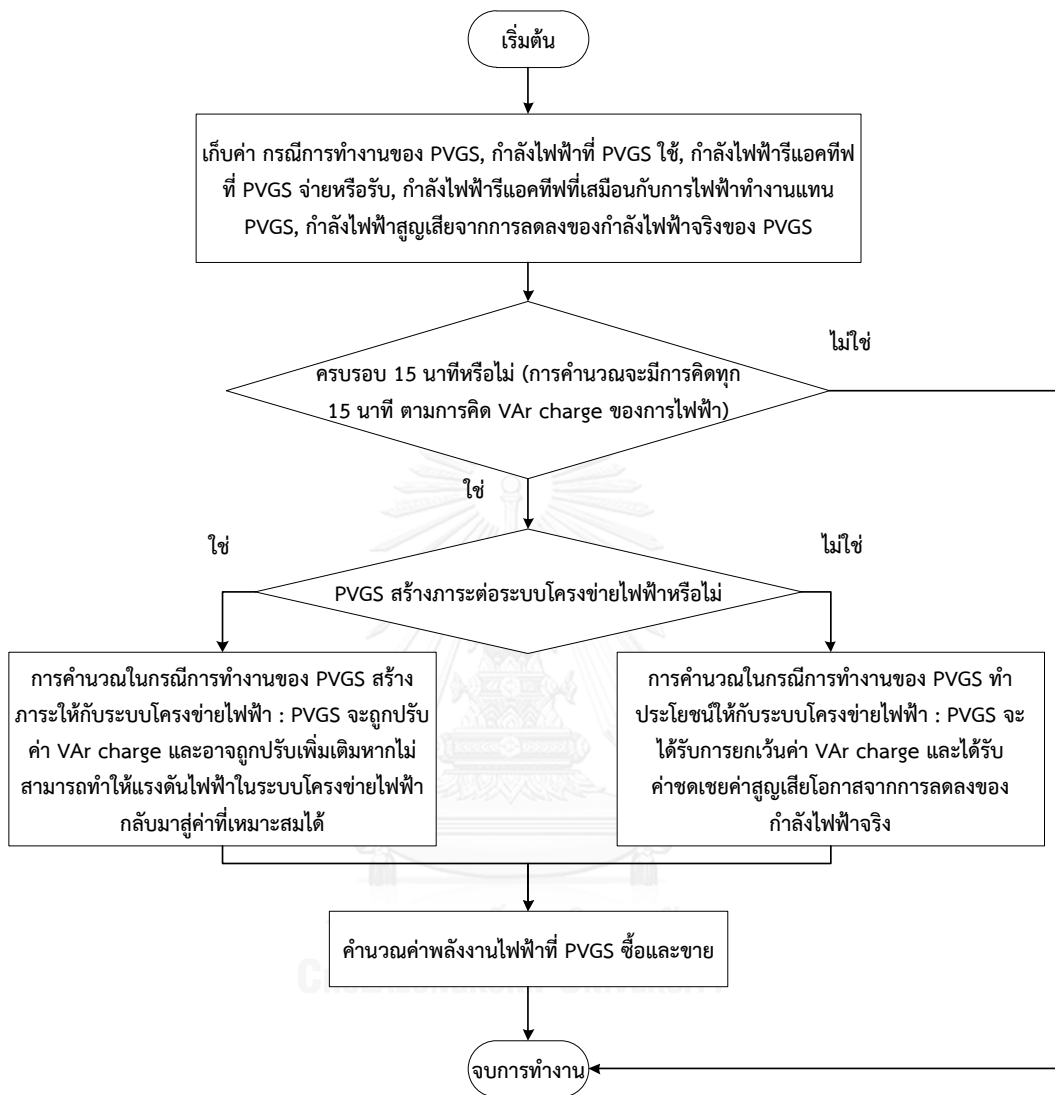 เริ่มต้น
เก็บค่า กรณีการทำงานของ PVGS, กำลังไฟฟ้าที่ PVGS ใช้, กำลังไฟฟ้ารีแอคทีฟ
ที่ PVGS จ่ายหรือรับ, กำลังไฟฟ้ารีแอคทีฟที่เสมือนกับการไฟฟ้าทำงานแทน
PVGS, กำลังไฟฟ้าสูญเสียจากการลดลงของกำลังไฟฟ้าจริงของ PVGS
ไม่ใช่
ครบรอบ 15 นาทีหรือไม่ (การคำนวณจะมีการคิดทุก
15 นาที ตามการคิด VAr charge ของการไฟฟ้า)
ใช่
ใช่
ไม่ใช่
PVGS สร้างภาระต่อระบบโครงข่ายไฟฟ้าหรือไม่
การคำนวณในกรณีการทำงานของ PVGS สร้าง
ภาระให้กับระบบโครงข่ายไฟฟ้า : PVGS จะถูกปรับ
ค่า VAr charge และอาจถูกปรับเพิ่มเติมหากไม่
สามารถทำให้แรงดันไฟฟ้าในระบบโครงข่ายไฟฟ้า
กลับมาสู่ค่าที่เหมาะสมได้
การคำนวณในกรณีการทำงานของ PVGS ทำ
ประโยชน์ให้กับระบบโครงข่ายไฟฟ้า : PVGS จะ
ได้รับการยกเว้นค่า VAr charge และได้รับ
ค่าชดเชยค่าสูญเสียโอกาสจากการลดลงของ
กำลังไฟฟ้าจริง
คำนวณค่าพลังงานไฟฟ้าที่ PVGS ซื้อและขาย
จบการทำงาน